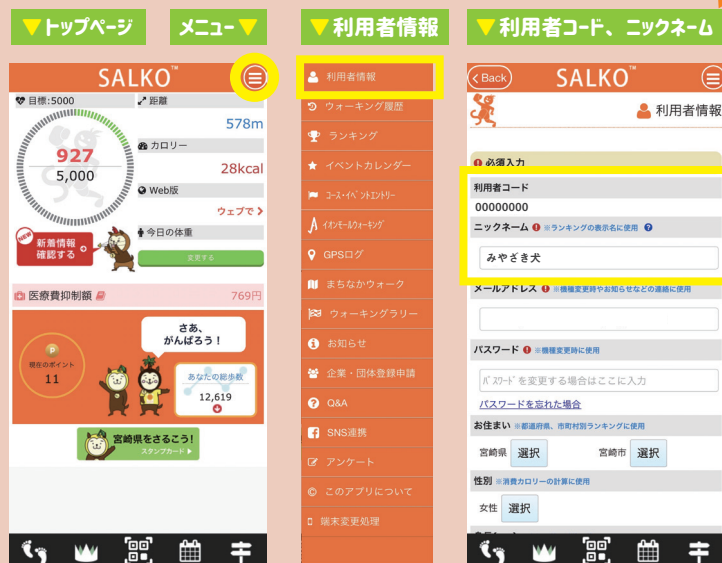 ▼トップページ
メニュー▼
SALKO™
目標:5000
927
5,000
距離
578m
カロリー
28kcal
Web版
ウェブで
今日の体重
変更する
NEW
新着情報
確認する
医療費抑制額
769円
P
現在のポイント
11
さあ、
がんばろう！
あなたの総歩数
12,619
宮崎県をさるこう!
スタンプカード ▶
▼利用者情報
利用者情報
ウォーキング履歴
ランキング
イベントカレンダー
コース・イベントエントリー
イオンモールウォーキング
GPSログ
まちなかウォーク
ウォーキングラリー
お知らせ
企業・団体登録申請
Q&A
SNS連携
アンケート
このアプリについて
端末変更処理
▼利用者コード、ニックネーム
Back
SALKO™
利用者情報
必須入力
利用者コード
00000000
ニックネーム ※ランキングの表示名に使用
みやざき犬
メールアドレス ※機種変更時やお知らせなどの連絡に使用
パスワード ※機種変更時に使用
パスワードを変更する場合はここに入力
パスワードを忘れた場合
お住まい ※都道府県、市町村別ランキングに使用
宮崎県 選択 宮崎市 選択
性別 ※消費カロリーの計算に使用
女性 選択